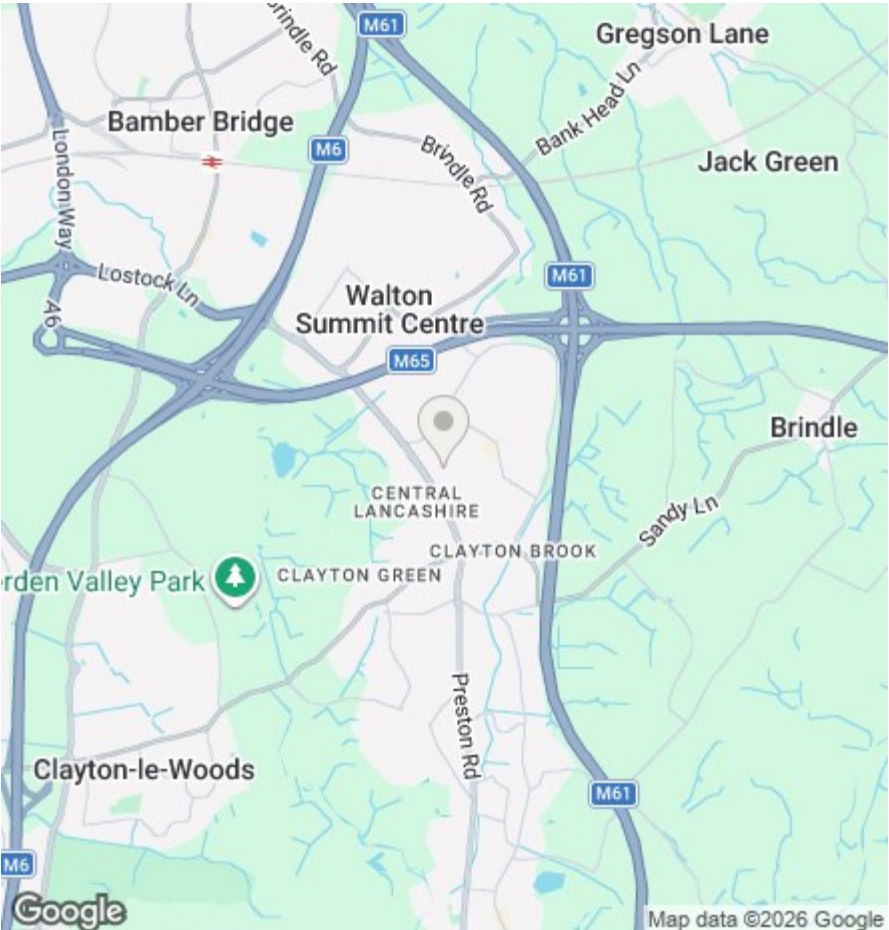 M61
Gregson Lane
Brindle Rd
Bank Head Ln
Bamber Bridge
M6
Brindle Rd
Jack Green
London Way
Lostock Ln
M61
A6
Walton
Summit Centre
M65
Brindle
CENTRAL
LANCASHIRE
Sandy Ln
CLAYTON BROOK
CLAYTON GREEN
erden Valley Park
Preston Rd
Clayton-le-Woods
M61
M6
Google
Map data ©2026 Google